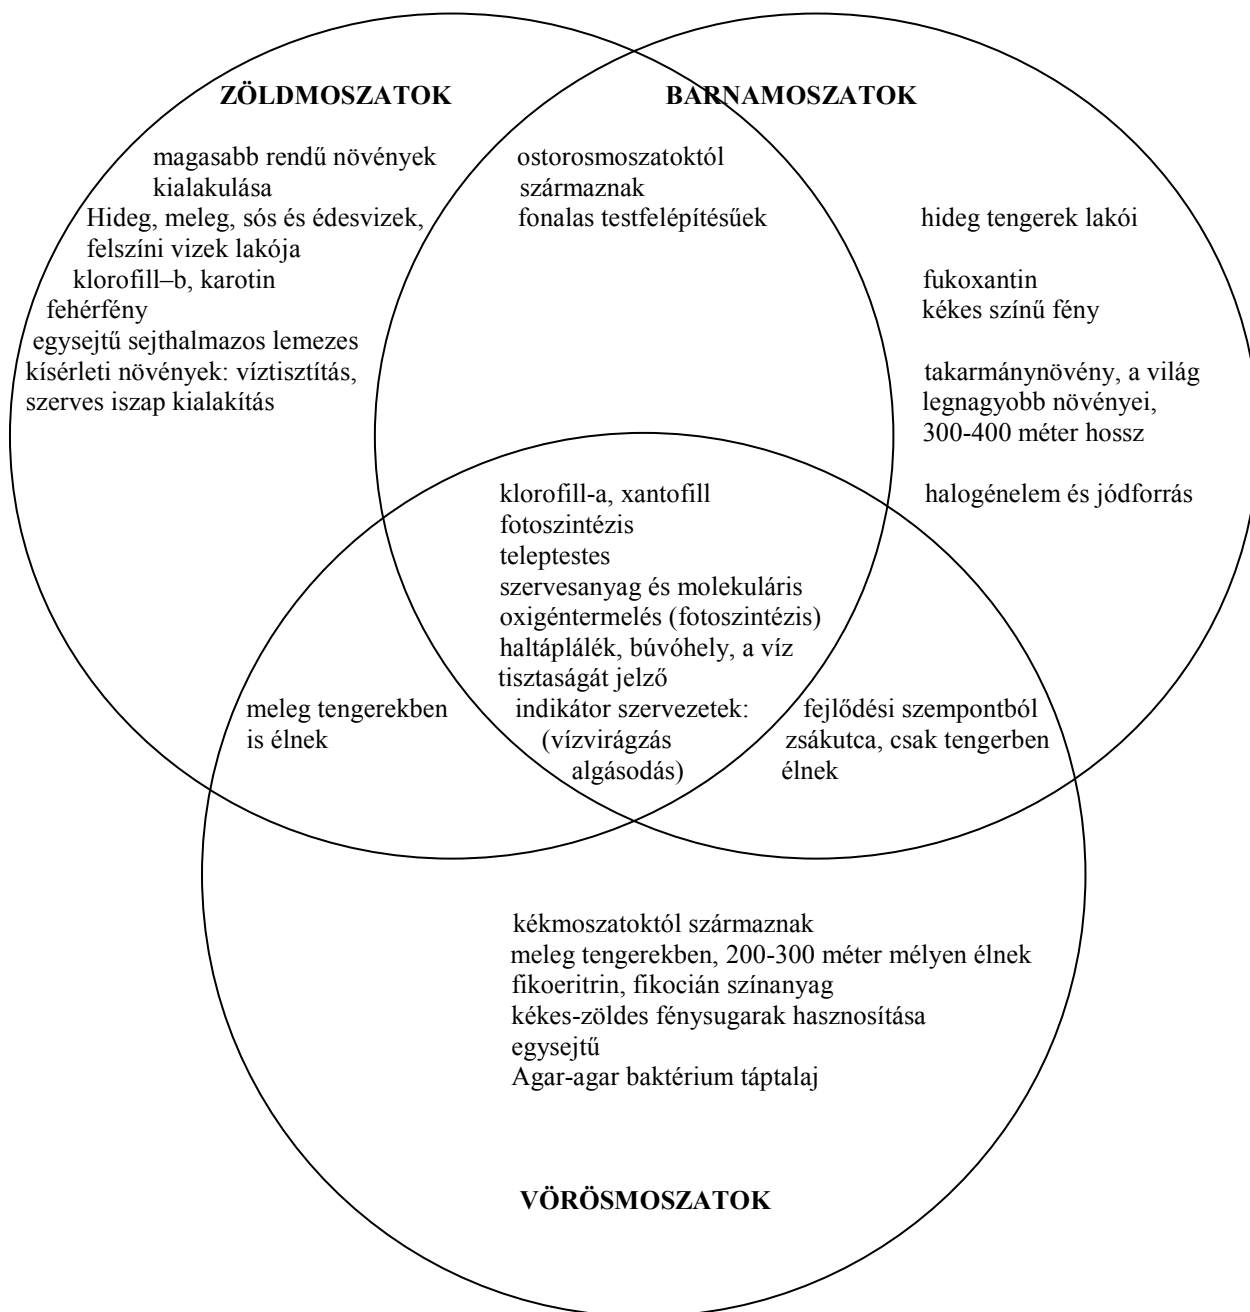 ZÖLDMOSZATOK
BARNAMOSZATOK
magasabb rendű növények
kialakulása
Hideg, meleg, sós és édesvizek,
felszíni vizek lakója
klorofill–b, karotin
fehérfény
egysejtű sejthalmazos lemezes
kísérleti növények: víztisztítás,
szerves iszap kialakítás
ostorosmoszatoktól
származnak
fonalas testfelépítésűek
hideg tengerek lakói
fukoxantin
kékes színű fény
takarmánynövény, a világ
legnagyobb növényei,
300-400 méter hossz
halogénelem és jódforrás
klorofill-a, xantofill
fotoszintézis
teleptestes
szervesanyag és molekuláris
oxigéntermelés (fotoszintézis)
haltáplálék, búvóhely, a víz
tisztaságát jelző
indikátor szervezetek:
(vízvirágzás
algásodás)
meleg tengerekben
is élnek
fejlődési szempontból
zsákutca, csak tengerben
élnek
kékmoszatoktól származnak
meleg tengerekben, 200-300 méter mélyen élnek
fikoeritrin, fikocián színanyag
kékes-zöldes fénysugarak hasznosítása
egysejtű
Agar-agar baktérium táptalaj
VÖRÖSMOSZATOK